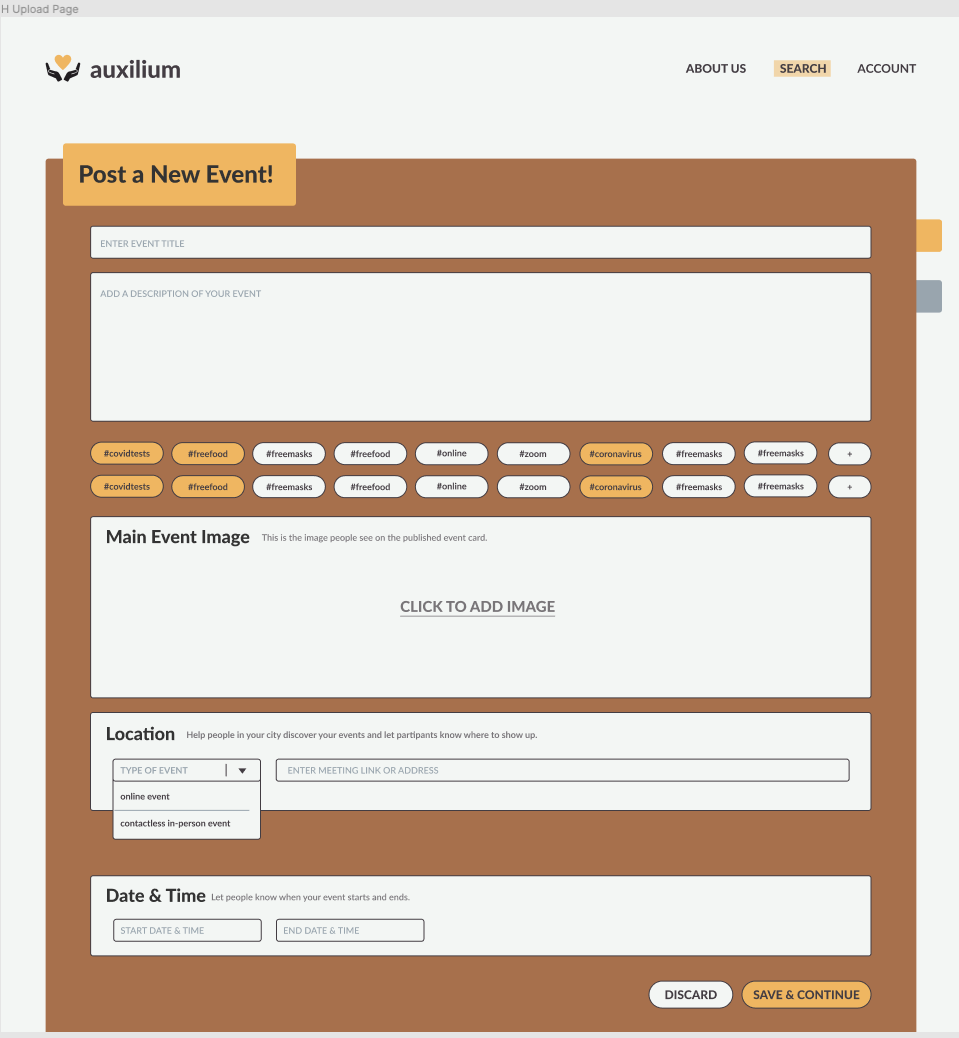 H Upload Page
auxilium
ABOUT US SEARCH ACCOUNT
Post a New Event!
ENTER EVENT TITLE
ADD A DESCRIPTION OF YOUR EVENT
#covidtests #freefood #freemasks #freefood #online #zoom #coronavirus #freemasks #freemasks +
#covidtests #freefood #freemasks #freefood #online #zoom #coronavirus #freemasks #freemasks +
Main Event Image This is the image people see on the published event card.
CLICK TO ADD IMAGE
Location Help people in your city discover your events and let partipants know where to show up.
TYPE OF EVENT ENTER MEETING LINK OR ADDRESS
online event
contactless in-person event
Date & Time Let people know when your event starts and ends.
START DATE & TIME END DATE & TIME
DISCARD SAVE & CONTINUE